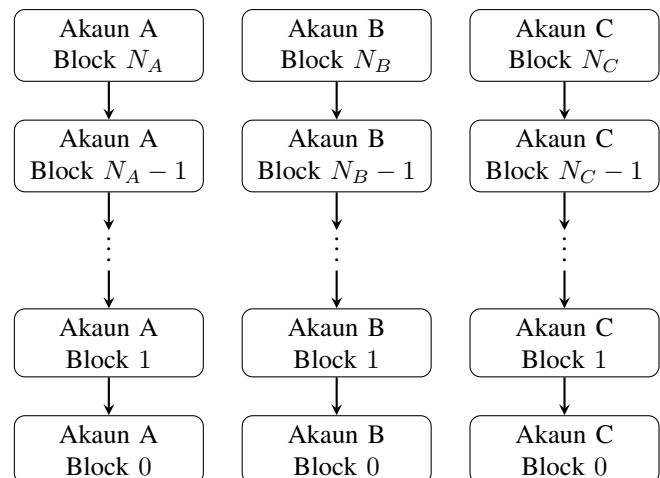 Akaun A
Block $N_A$
Akaun B
Block $N_B$
Akaun C
Block $N_C$
Akaun A
Block $N_A - 1$
Akaun B
Block $N_B - 1$
Akaun C
Block $N_C - 1$
Akaun A
Block 1
Akaun B
Block 1
Akaun C
Block 1
Akaun A
Block 0
Akaun B
Block 0
Akaun C
Block 0